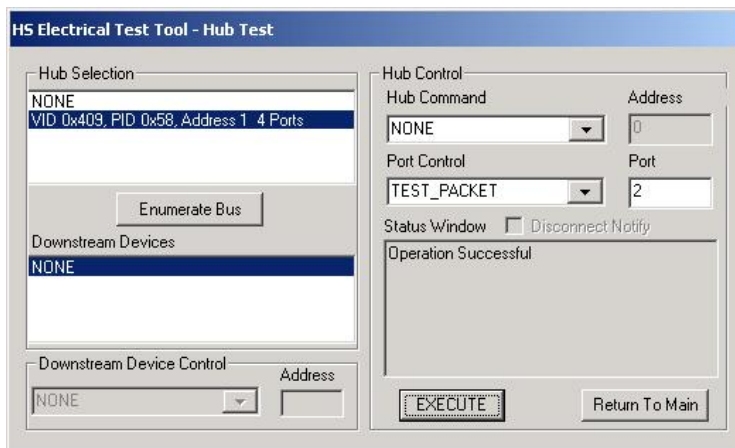 HS Electrical Test Tool - Hub Test
Hub Selection
NONE
VID 0x409, PID 0x58, Address 1 4 Ports
Enumerate Bus
Downstream Devices
NONE
Downstream Device Control
Address
NONE
Hub Control
Hub Command
Address
NONE
0
Port Control
Port
TEST_PACKET
2
Status Window
Disconnect Notify
Operation Successful
EXECUTE
Return To Main